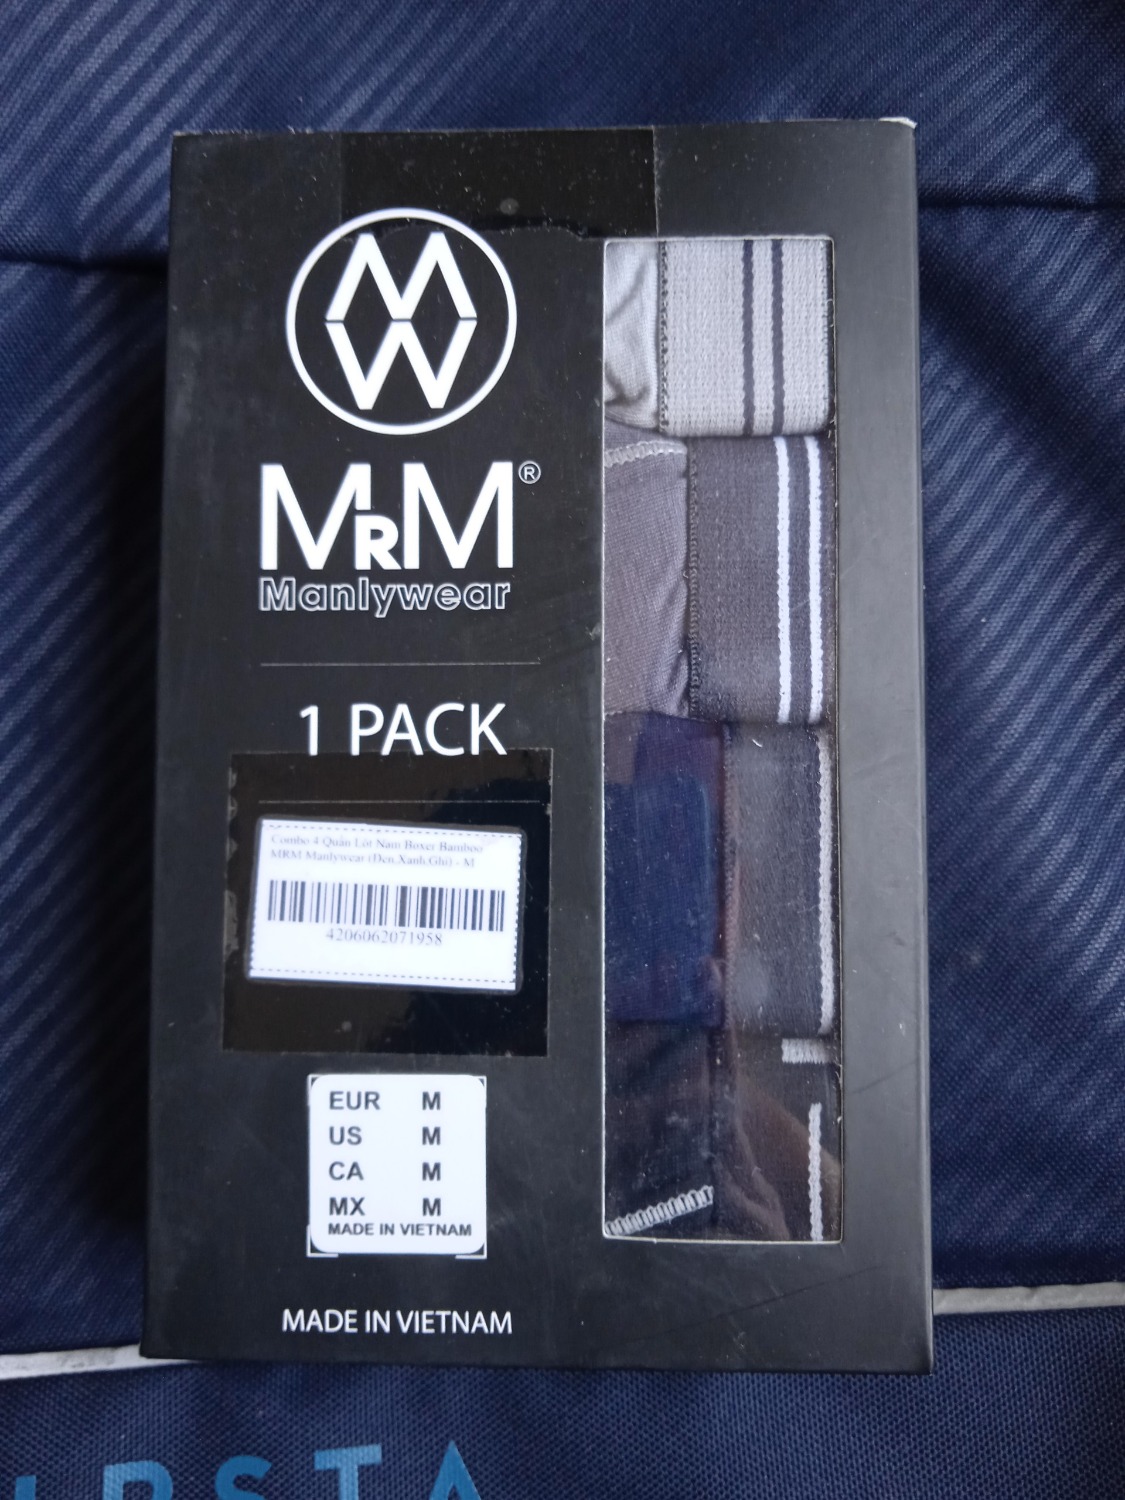 MW
MRM®
Manlywear
1 PACK
Combo 4 Quần Lót Nam Boxer Bamboo
MRM Manlywear (Đen,Xanh,Ghi) - M
4206062071958
EUR M
US M
CA M
MX M
MADE IN VIETNAM
MADE IN VIETNAM